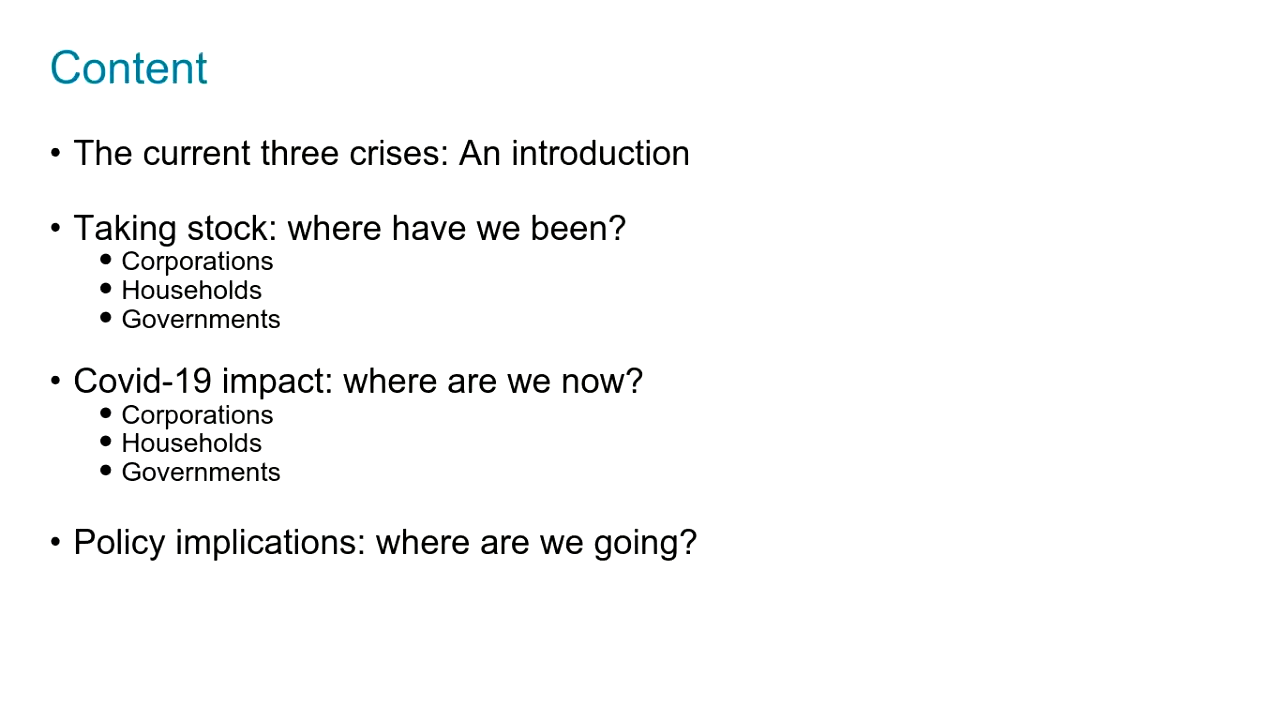 Content
• The current three crises: An introduction
• Taking stock: where have we been?
• Corporations
• Households
• Governments
• Covid-19 impact: where are we now?
• Corporations
• Households
• Governments
• Policy implications: where are we going?